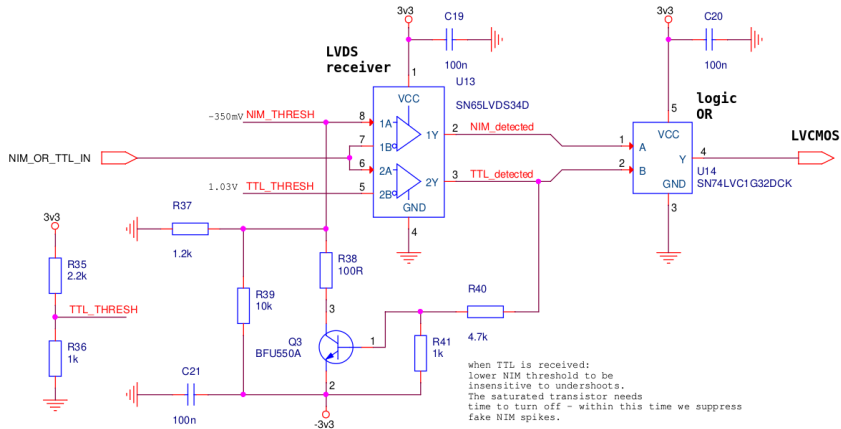 3v3
C19
100n
3v3
C20
100n
LVDS
receiver
1
U13
SN65LVDS34D
VCC
-350mV
NIM_THRESH
8
1A
1Y
2
NIM_detected
7
1B
NIM_OR_TTL_IN
6
2A
1.03V
TTL_THRESH
5
2B
2Y
3
TTL_detected
GND
4
logic
OR
5
VCC
1
A
2
B
Y
4
LVCMOS
GND
U14
SN74LVC1G32DCK
3
R37
1.2k
3v3
R35
2.2k
TTL_THRESH
R36
1k
R38
100R
R39
10k
3
Q3
BFU550A
1
2
R40
4.7k
R41
1k
C21
100n
-3v3
when TTL is received:
lower NIM threshold to be
insensitive to undershoots.
The saturated transistor needs
time to turn off - within this time we suppress
fake NIM spikes.